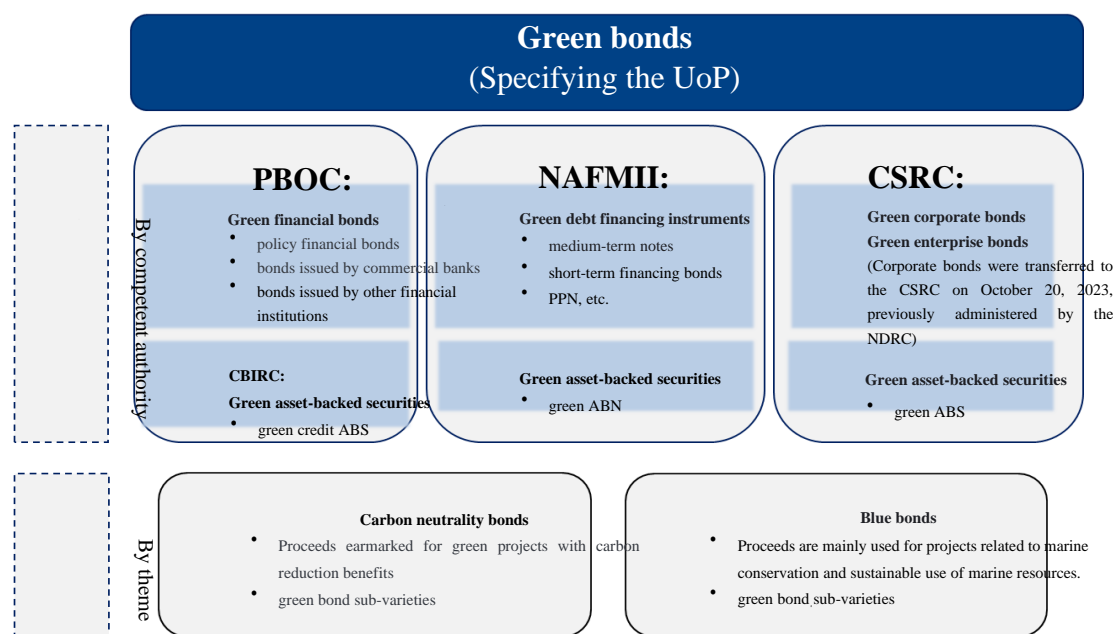 Green bonds
(Specifying the UoP)
By competent authority
PBOC:
Green financial bonds
• policy financial bonds
• bonds issued by commercial banks
• bonds issued by other financial
institutions
CBIRC:
Green asset-backed securities
• green credit ABS
NAFMII:
Green debt financing instruments
• medium-term notes
• short-term financing bonds
• PPN, etc.
Green asset-backed securities
• green ABN
CSRC:
Green corporate bonds
Green enterprise bonds
(Corporate bonds were transferred to
the CSRC on October 20, 2023,
previously administered by the
NDRC)
Green asset-backed securities
• green ABS
By theme
Carbon neutrality bonds
• Proceeds earmarked for green projects with carbon
reduction benefits
• green bond sub-varieties
Blue bonds
• Proceeds are mainly used for projects related to marine
conservation and sustainable use of marine resources.
• green bond sub-varieties